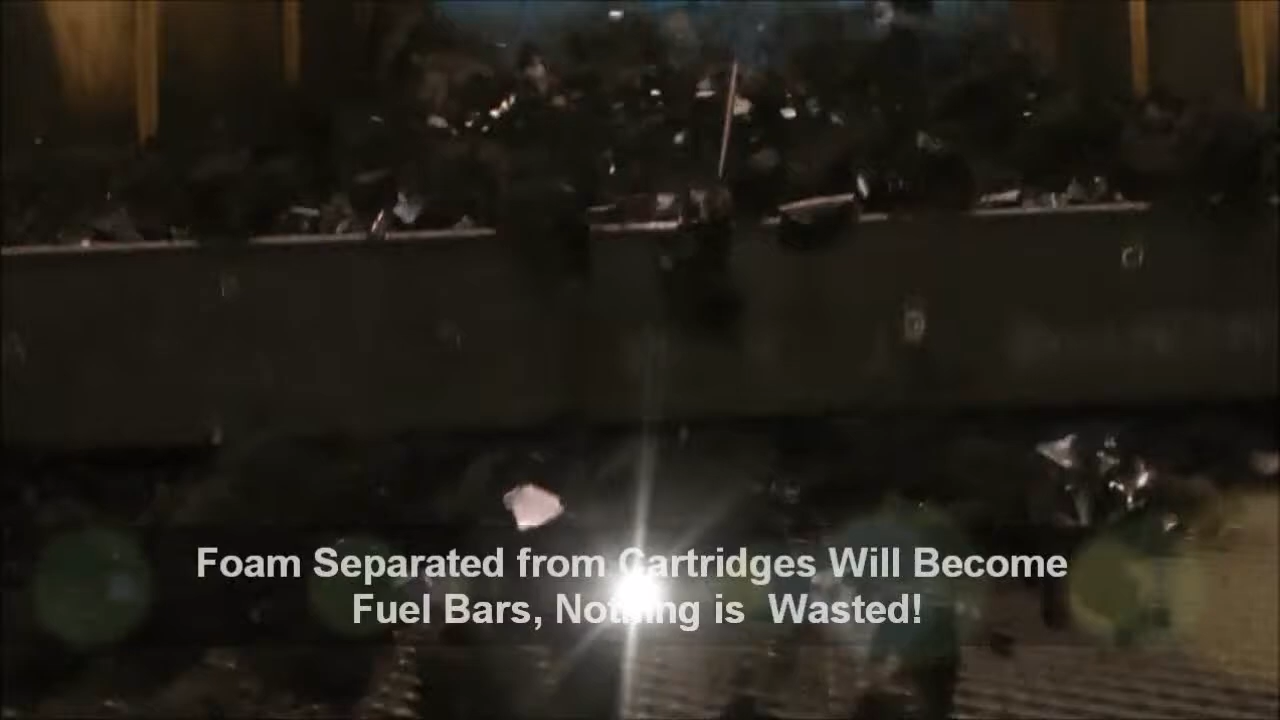 Foam Separated from Cartridges Will Become
Fuel Bars, Nothing is  Wasted!